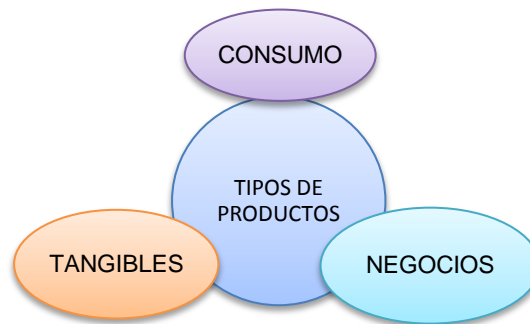 CONSUMO
TIPOS DE
PRODUCTOS
TANGIBLES
NEGOCIOS